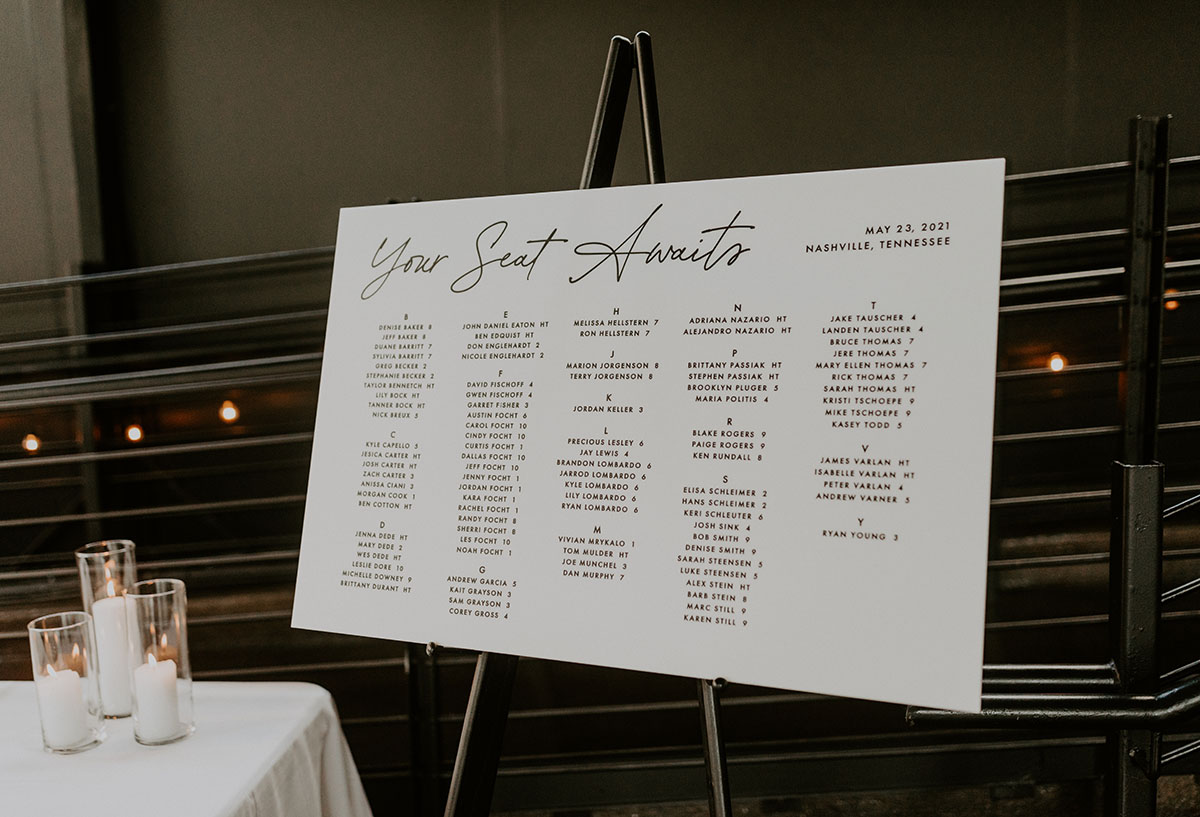 Your Seat Awaits
MAY 23, 2021
NASHVILLE, TENNESSEE
B
DENISE BAKER 8
JEFF BAKER 8
DUANE BARRITT 7
SYLIVIA BARRITT 7
GREG BECKER 2
STEPHANIE BECKER 2
TAYLOR BENNETCH HT
LILY BOCK HT
TANNER BOCK HT
NICK BREUX 5
C
KYLE CAPELLO 5
JESICA CARTER HT
JOSH CARTER HT
ZACH CARTER 3
ANISSA CIANI 3
MORGAN COOK 1
BEN COTTON HT
D
JENNA DEDE HT
MARY DEDE 2
WES DEDE HT
LESLIE DORE 10
MICHELLE DOWNEY 9
BRITTANY DURANT HT
E
JOHN DANIEL EATON HT
BEN EDQUIST HT
DON ENGLEHARDT 2
NICOLE ENGLEHARDT 2
F
DAVID FISCHOFF 4
GWEN FISCHOFF 4
GARRET FISHER 3
AUSTIN FOCHT 6
CAROL FOCHT 10
CINDY FOCHT 10
CURTIS FOCHT 1
DALLAS FOCHT 10
JEFF FOCHT 10
JENNY FOCHT 1
JORDAN FOCHT 1
KARA FOCHT 1
RACHEL FOCHT 1
RANDY FOCHT 8
SHERRI FOCHT 8
LES FOCHT 10
NOAH FOCHT 1
G
ANDREW GARCIA 5
KAIT GRAYSON 3
SAM GRAYSON 3
COREY GROSS 4
H
MELISSA HELLSTERN 7
RON HELLSTERN 7
J
MARION JORGENSON 8
TERRY JORGENSON 8
K
JORDAN KELLER 3
L
PRECIOUS LESLEY 6
JAY LEWIS 4
BRANDON LOMBARDO 6
JARROD LOMBARDO 6
KYLE LOMBARDO 6
LILY LOMBARDO 6
RYAN LOMBARDO 6
M
VIVIAN MRYKALO 1
TOM MULDER HT
JOE MUNCHEL 3
DAN MURPHY 7
N
ADRIANA NAZARIO HT
ALEJANDRO NAZARIO HT
P
BRITTANY PASSIAK HT
STEPHEN PASSIAK HT
BROOKLYN PLUGER 5
MARIA POLITIS 4
R
BLAKE ROGERS 9
PAIGE ROGERS 9
KEN RUNDALL 8
S
ELISA SCHLEIMER 2
HANS SCHLEIMER 2
KERI SCHLEUTER 6
JOSH SINK 4
BOB SMITH 9
DENISE SMITH 9
SARAH STEENSEN 5
LUKE STEENSEN 5
ALEX STEIN HT
BARB STEIN 8
MARC STILL 9
KAREN STILL 9
T
JAKE TAUSCHER 4
LANDEN TAUSCHER 4
BRUCE THOMAS 7
JERE THOMAS 7
MARY ELLEN THOMAS 7
RICK THOMAS 7
SARAH THOMAS HT
KRISTI TSCHOEPE 9
MIKE TSCHOEPE 9
KASEY TODD 5
V
JAMES VARLAN HT
ISABELLE VARLAN HT
PETER VARLAN 4
ANDREW VARNER 5
Y
RYAN YOUNG 3